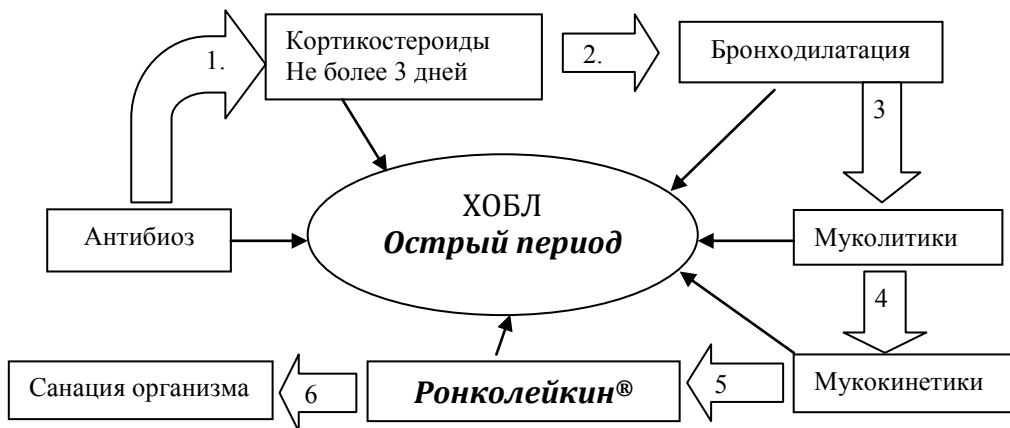 1.
Кортикостероиды
Не более 3 дней
2.
Бронходилатация
3
Антибиоз
ХОБЛ
Острый период
Муколитики
4
Мукокинетики
5
Ронколейкин®
6
Санация организма